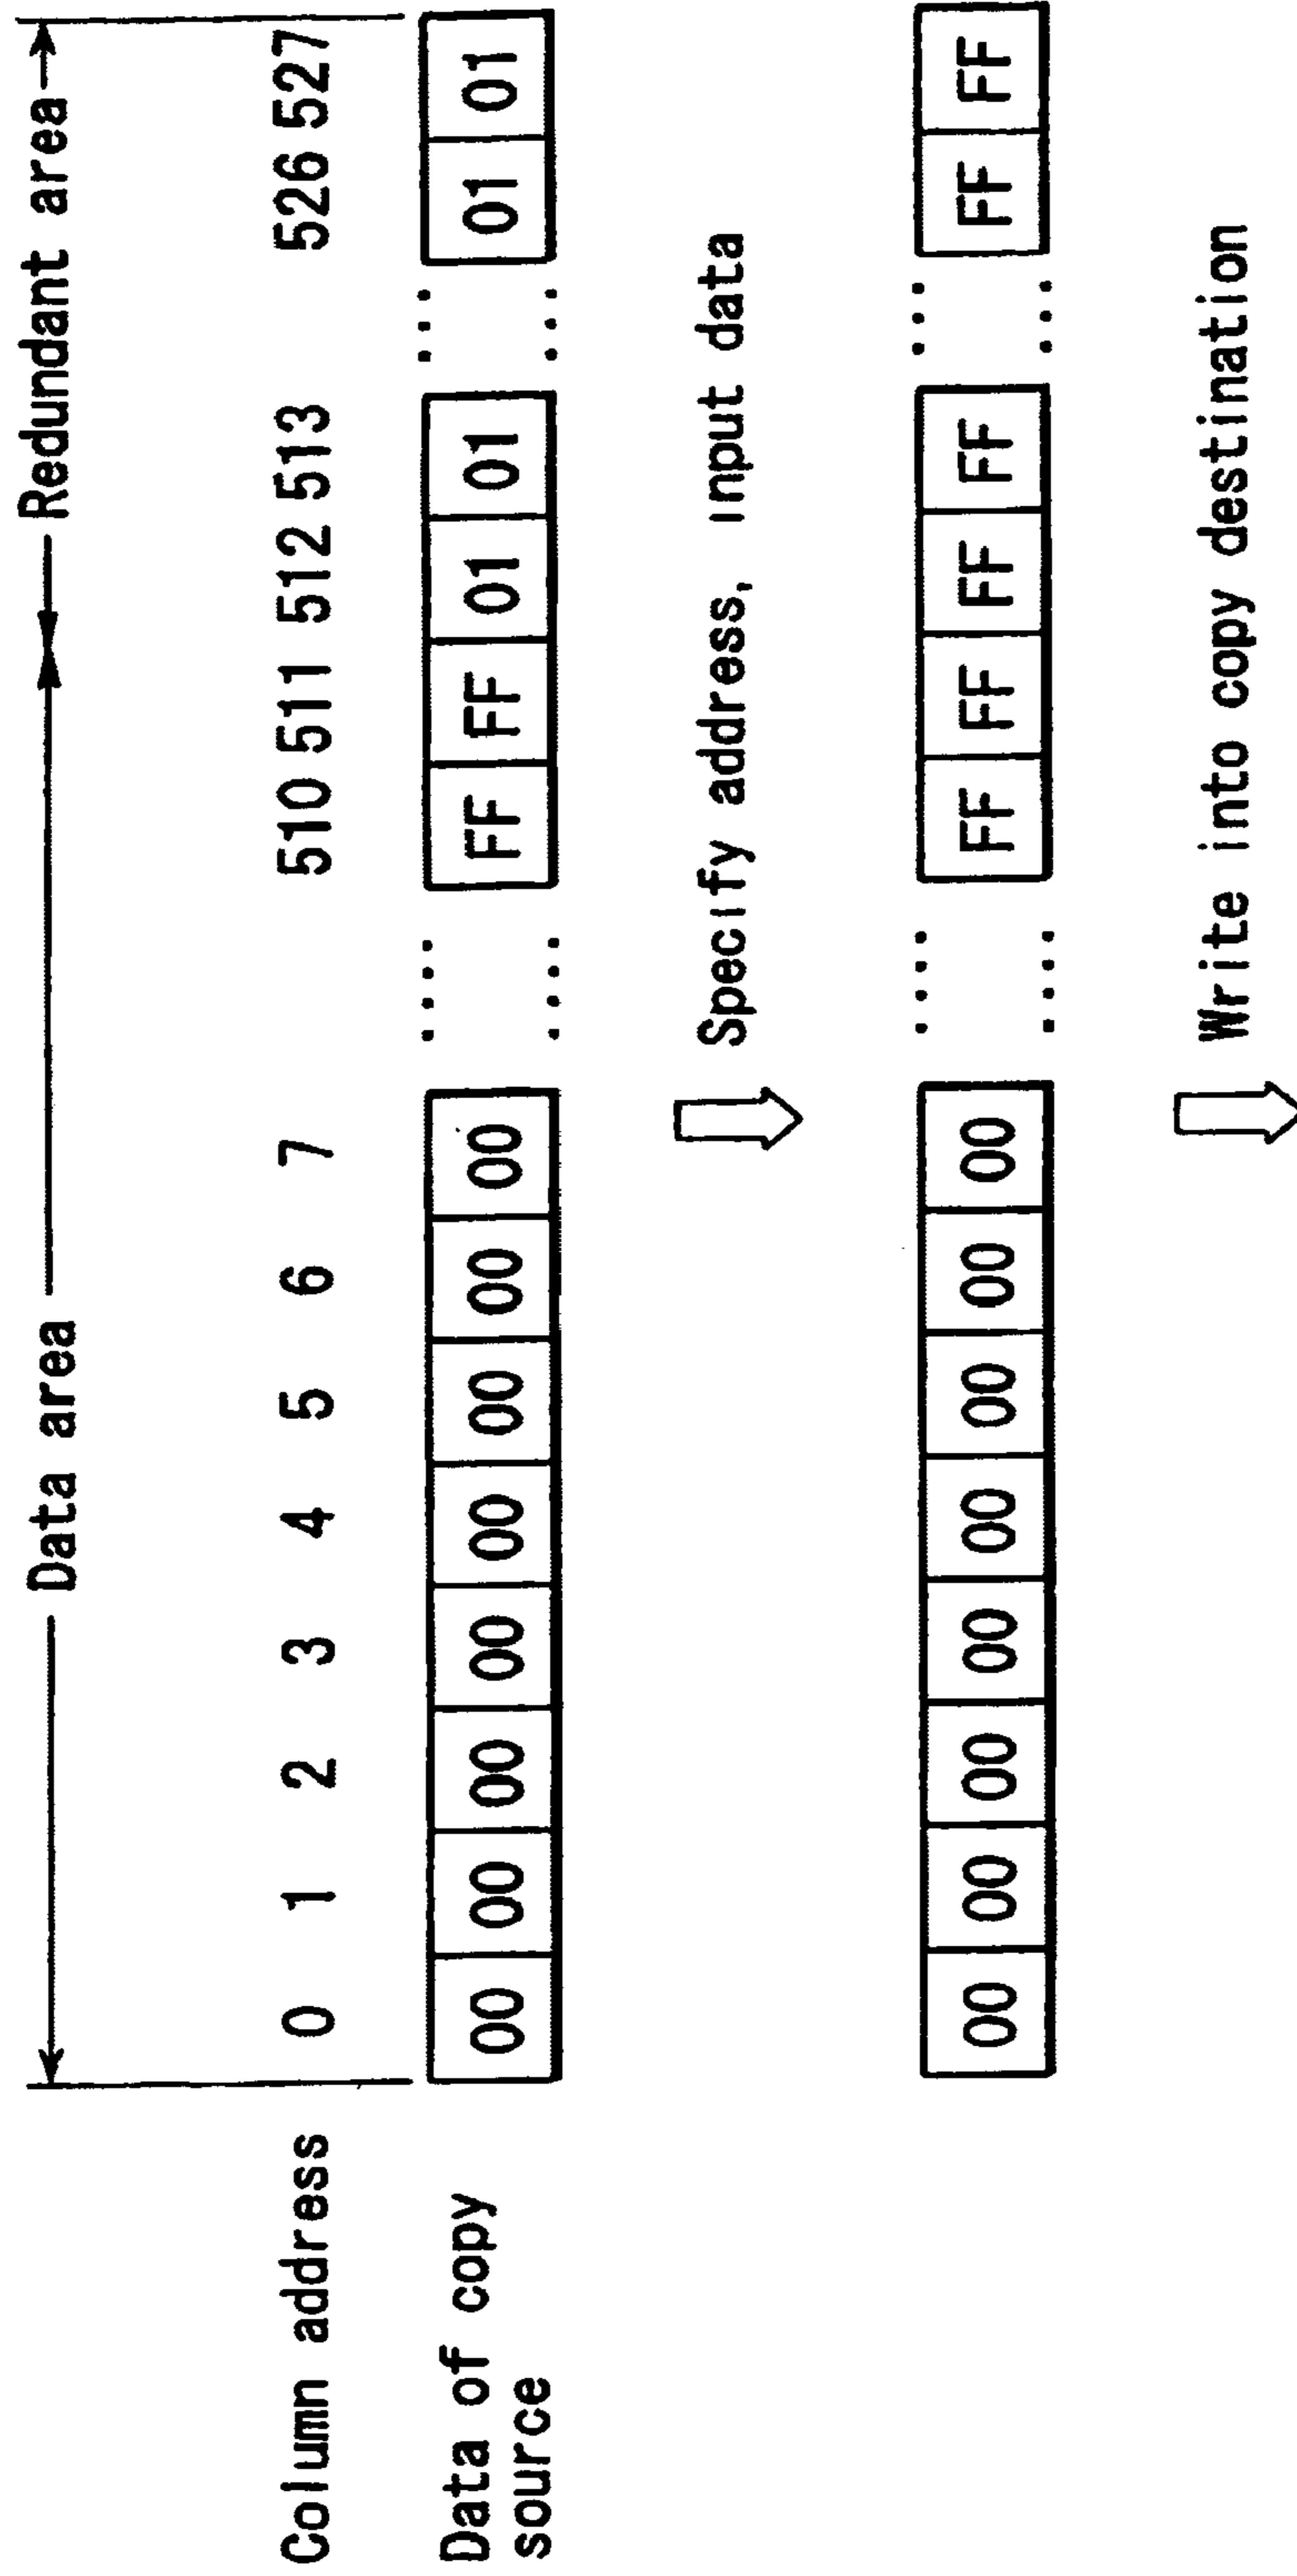 Data area Redundant area
Column address 0 1 2 3 4 5 6 7 510 511 512 513 526 527
Data of copy 00 00 00 00 00 00 00 00 .... FF FF 01 01 ... 01 01
source
Specify address, input data
00 00 00 00 00 00 00 00 .... FF FF FF FF ... FF FF
Write into copy destination